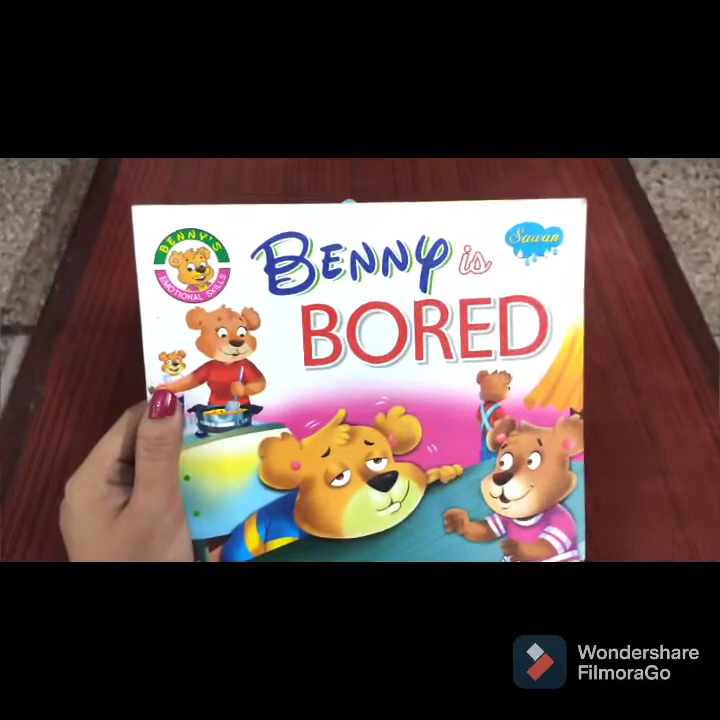 BENNY'S
EMOTIONAL SKILLS
BENNY is
BORED
Sawan
Wondershare
FilmoraGo